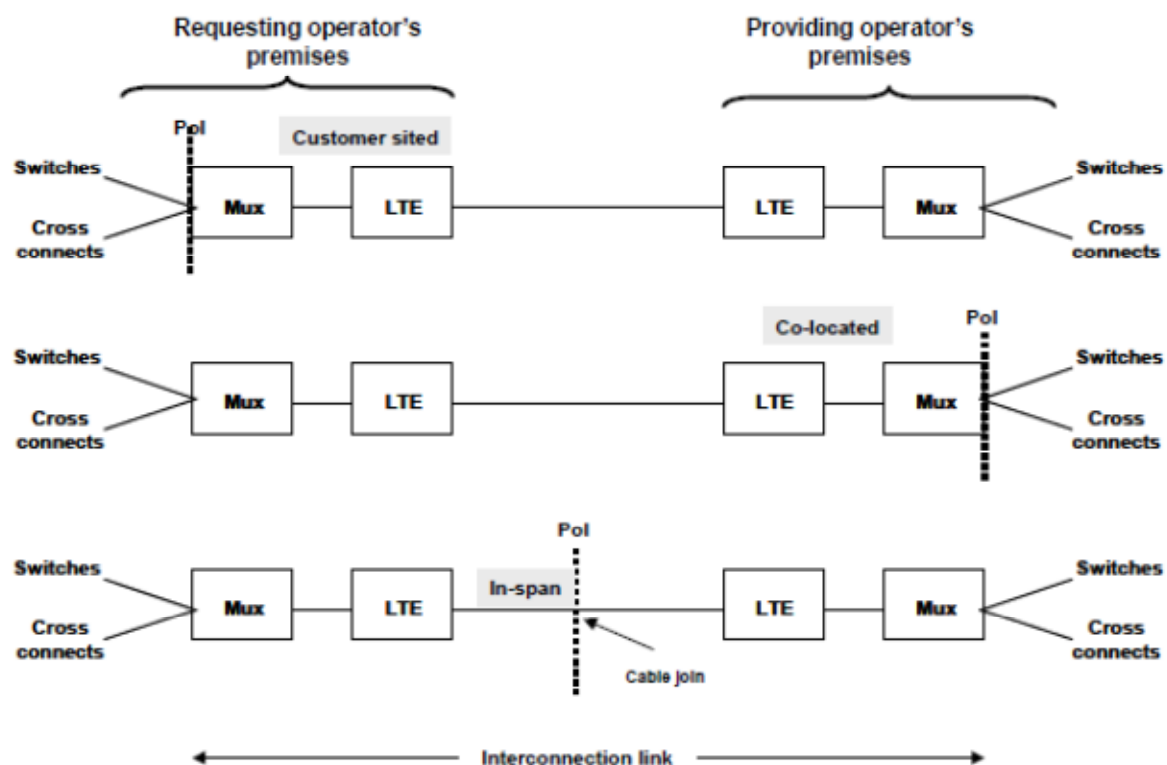 Requesting operator's
premises
Providing operator's
premises
PoI
Customer sited
Switches
Cross
connects
Mux
LTE
LTE
Mux
Switches
Cross
connects
Co-located
PoI
Switches
Cross
connects
Mux
LTE
LTE
Mux
Switches
Cross
connects
PoI
In-span
Switches
Cross
connects
Mux
LTE
LTE
Mux
Switches
Cross
connects
Cable join
Interconnection link